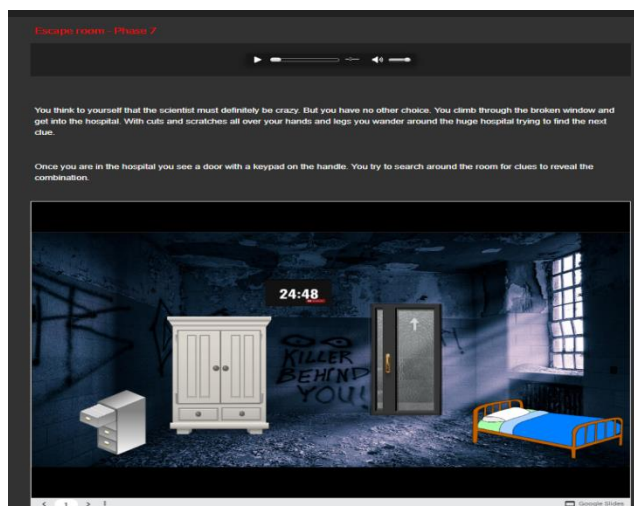 Escape room - Phase 7
You think to yourself that the scientist must definitely be crazy. But you have no other choice. You climb through the broken window and
get into the hospital. With cuts and scratches all over your hands and legs you wander around the huge hospital trying to find the next
clue.
Once you are in the hospital you see a door with a keypad on the handle. You try to search around the room for clues to reveal the
combination.
24:48
KILLER
BEHIND
YOU!
1
Google Slides